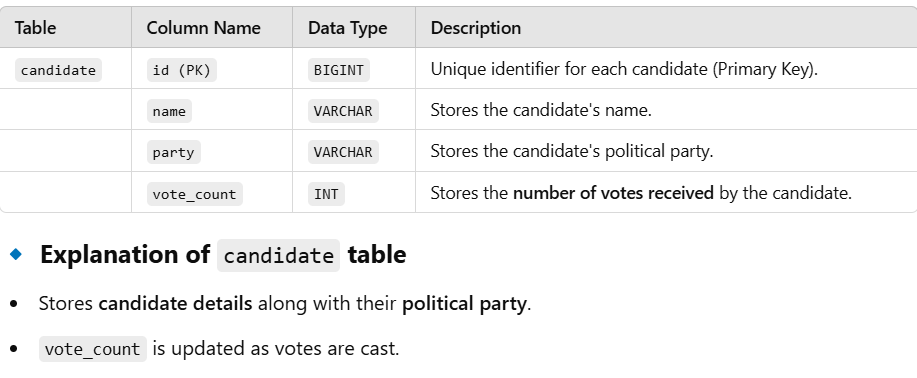 Table Column Name Data Type Description
candidate id (PK) BIGINT Unique identifier for each candidate (Primary Key).
name VARCHAR Stores the candidate's name.
party VARCHAR Stores the candidate's political party.
vote_count INT Stores the number of votes received by the candidate.
Explanation of candidate table
Stores candidate details along with their political party.
vote_count is updated as votes are cast.